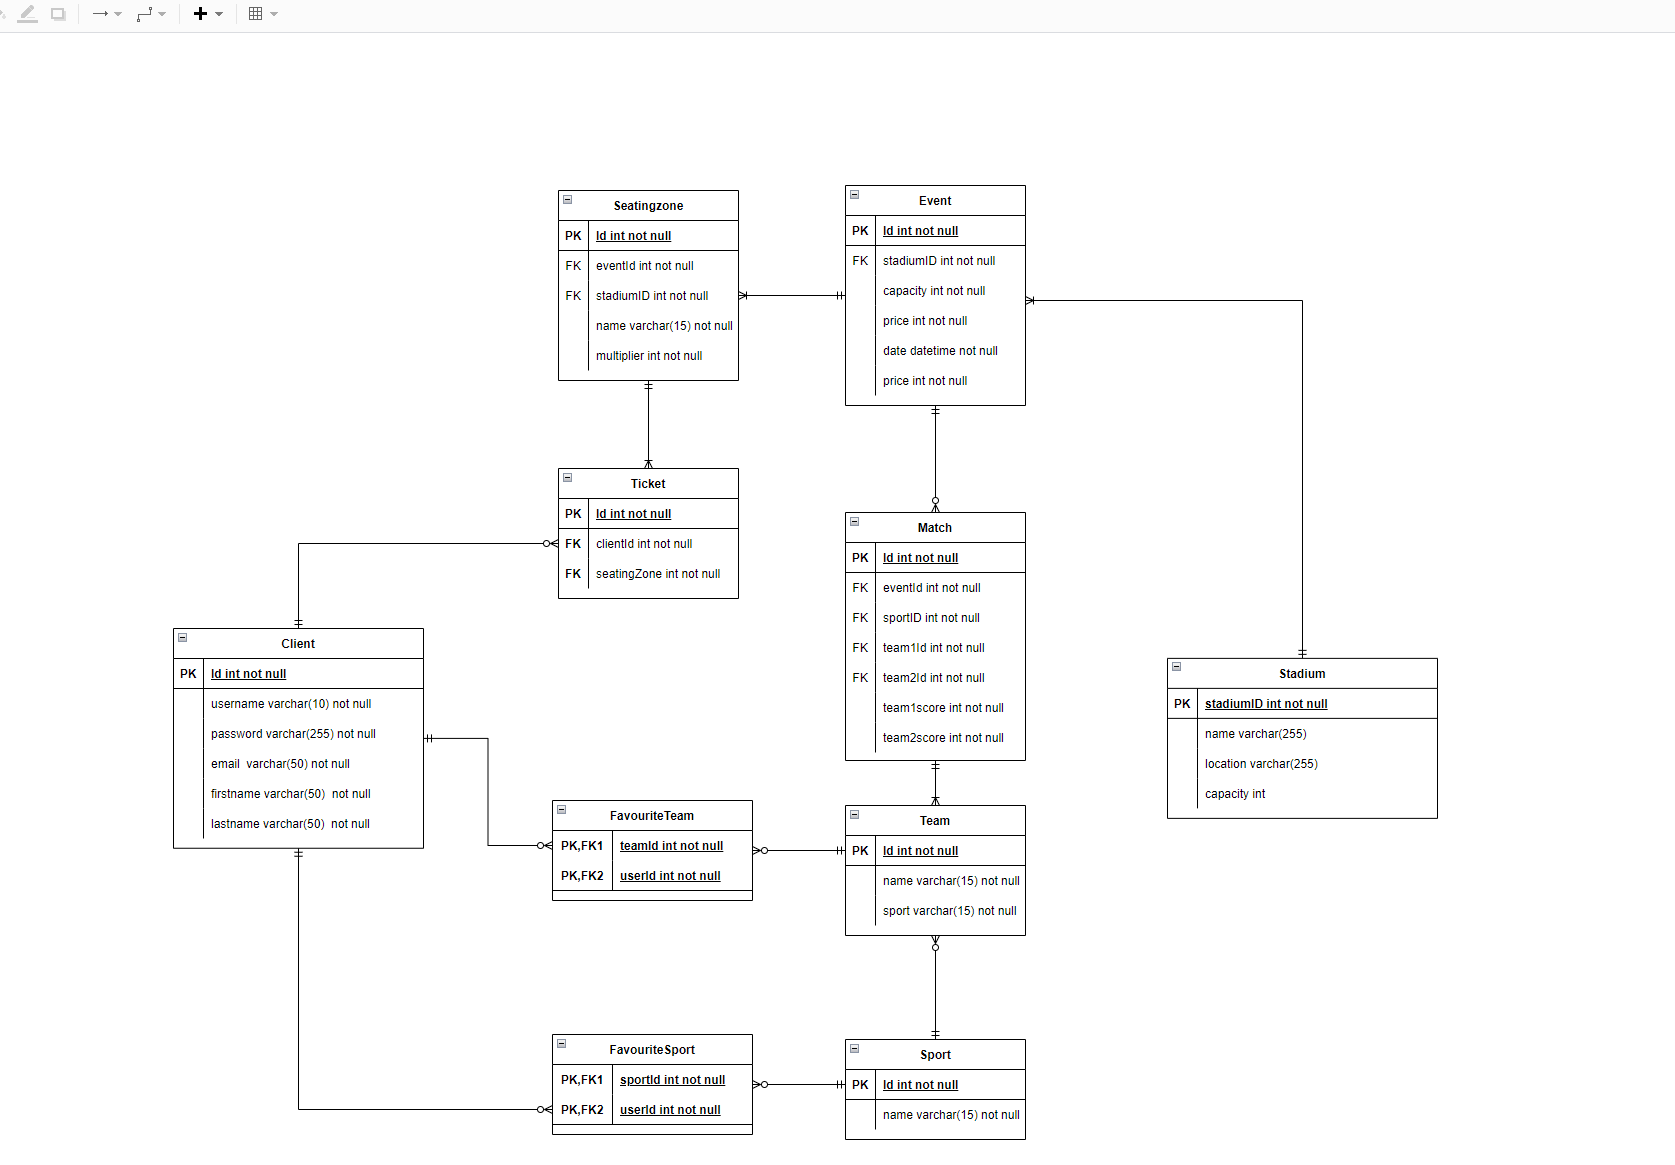 Seatingzone
PK Id int not null
FK eventId int not null
FK stadiumID int not null
name varchar(15) not null
multiplier int not null
Event
PK Id int not null
FK stadiumID int not null
capacity int not null
price int not null
date datetime not null
price int not null
Ticket
PK Id int not null
FK clientId int not null
FK seatingZone int not null
Match
PK Id int not null
FK eventId int not null
FK sportID int not null
FK team1Id int not null
FK team2Id int not null
team1score int not null
team2score int not null
Client
PK Id int not null
username varchar(10) not null
password varchar(255) not null
email varchar(50) not null
firstname varchar(50) not null
lastname varchar(50) not null
Stadium
PK stadiumID int not null
name varchar(255)
location varchar(255)
capacity int
FavouriteTeam
PK,FK1 teamId int not null
PK,FK2 userId int not null
Team
PK Id int not null
name varchar(15) not null
sport varchar(15) not null
FavouriteSport
PK,FK1 sportId int not null
PK,FK2 userId int not null
Sport
PK Id int not null
name varchar(15) not null